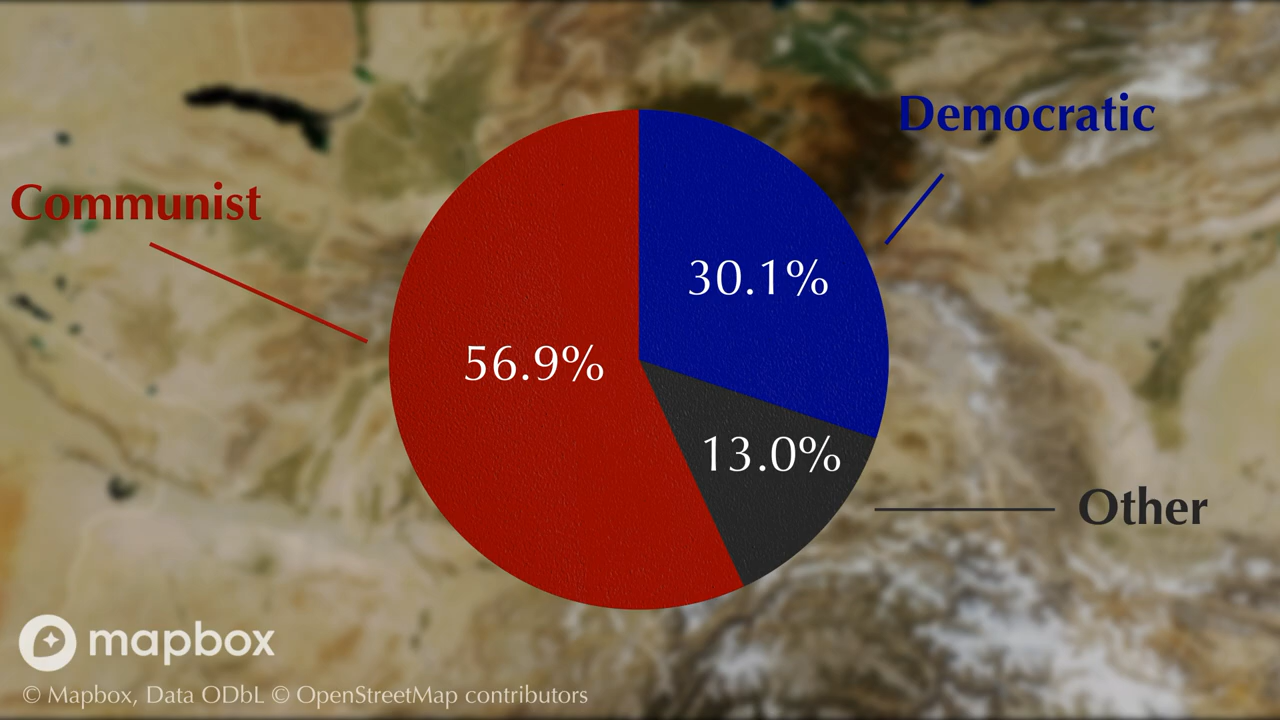 Democratic
Communist
30.1%
56.9%
13.0%
Other
mapbox
© Mapbox, Data ODbL © OpenStreetMap contributors